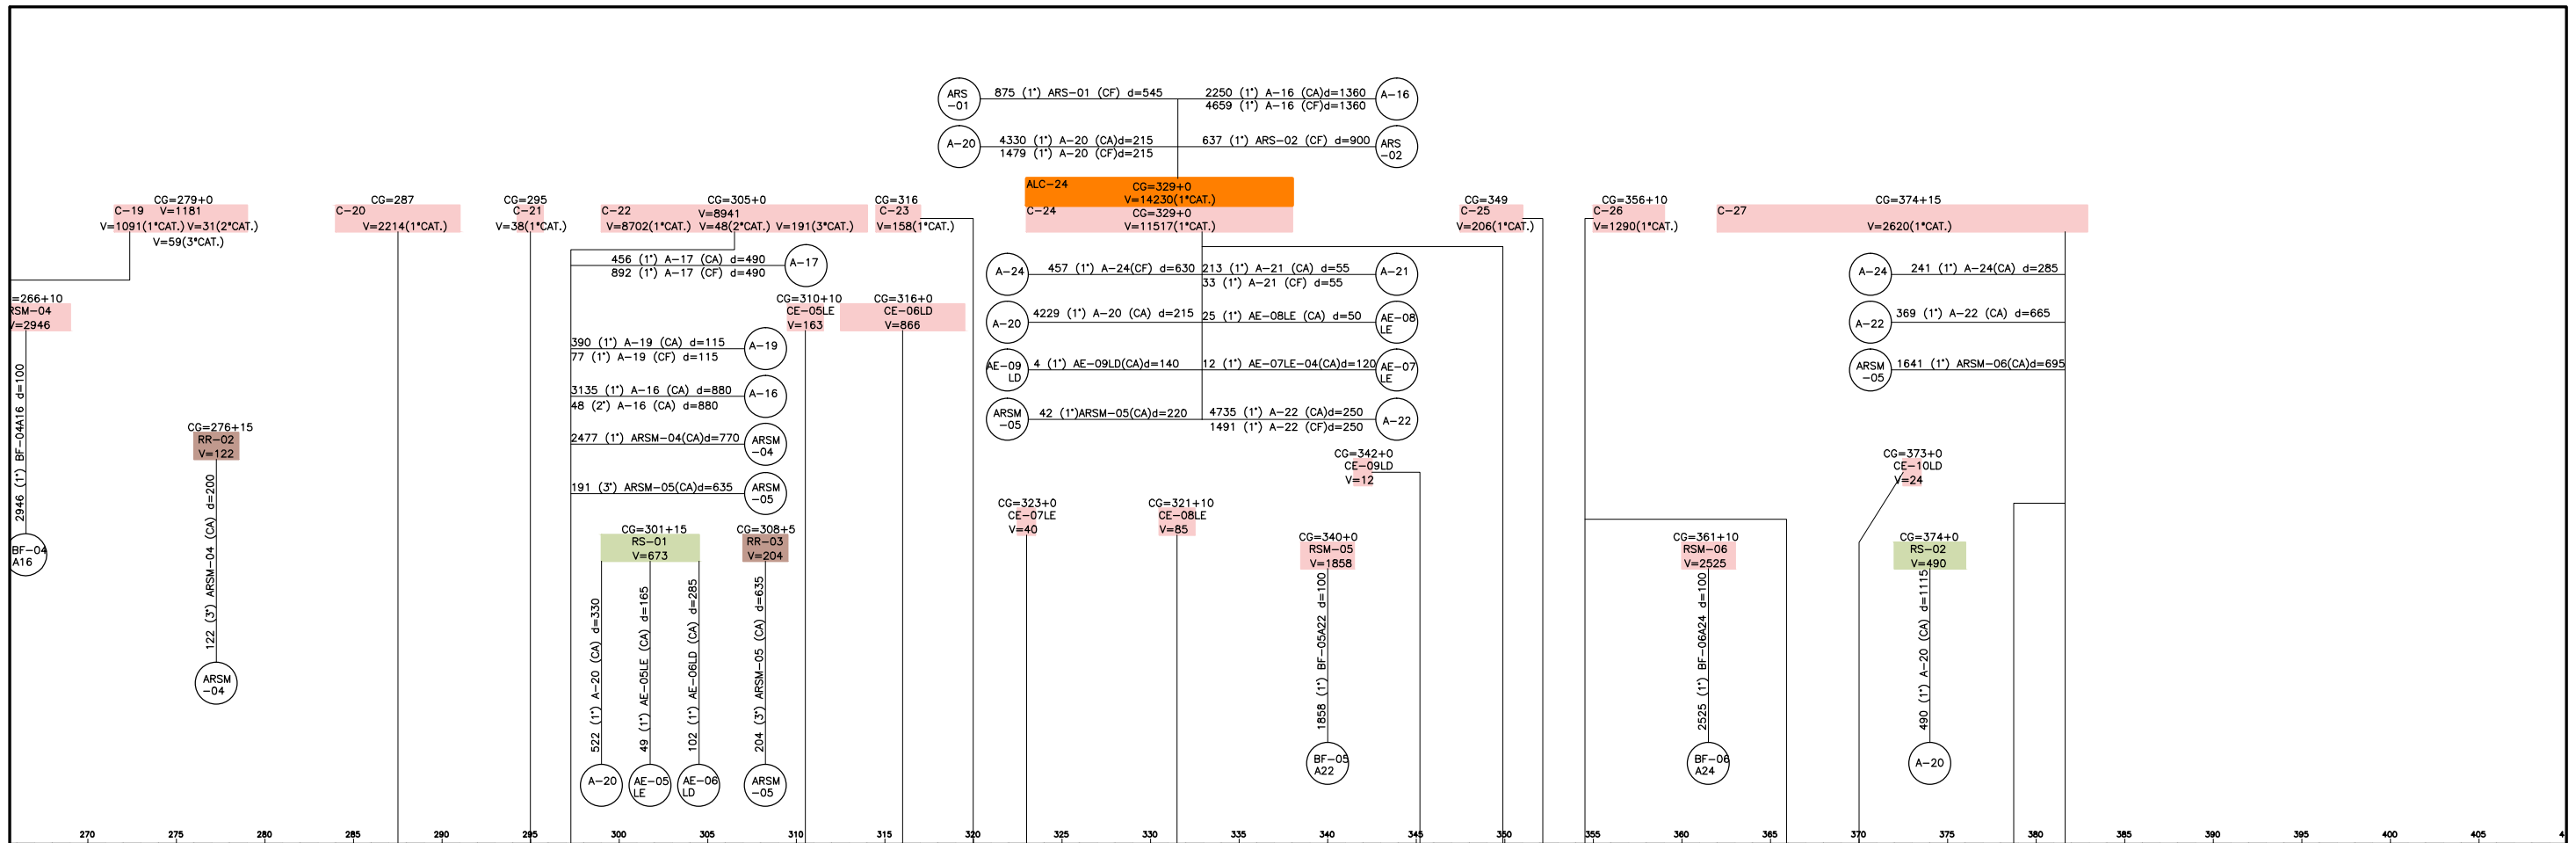 ARS
-01
875 (1°) ARS-01 (CF) d=545
2250 (1°) A-16 (CA)d=1360
4659 (1°) A-16 (CF)d=1360
A-16
A-20
4330 (1°) A-20 (CA)d=215
1479 (1°) A-20 (CF)d=215
637 (1°) ARS-02 (CF) d=900
ARS
-02
CG=279+0
C-19 V=1181
V=1091(1°CAT.) V=31(2°CAT.)
V=59(3°CAT.)
CG=287
C-20
V=2214(1°CAT.)
CG=295
C-21
V=38(1°CAT.)
CG=305+0
C-22
V=8941
V=8702(1°CAT.) V=48(2°CAT.) V=191(3°CAT.)
CG=316
C-23
V=158(1°CAT.)
ALC-24
CG=329+0
V=14230(1°CAT.)
C-24
CG=329+0
V=11517(1°CAT.)
CG=349
C-25
V=206(1°CAT.)
CG=356+10
C-26
V=1290(1°CAT.)
CG=374+15
C-27
V=2620(1°CAT.)
456 (1°) A-17 (CA) d=490
892 (1°) A-17 (CF) d=490
A-17
A-24
457 (1°) A-24(CF) d=630
213 (1°) A-21 (CA) d=55
33 (1°) A-21 (CF) d=55
A-21
A-24
241 (1°) A-24(CA) d=285
=266+10
RSM-04
V=2946
CG=310+10
CE-05LE
V=163
CG=316+0
CE-06LD
V=866
A-20
4229 (1°) A-20 (CA) d=215
25 (1°) AE-08LE (CA) d=50
AE-08
LE
A-22
369 (1°) A-22 (CA) d=665
390 (1°) A-19 (CA) d=115
77 (1°) A-19 (CF) d=115
A-19
AE-09
LD
4 (1°) AE-09LD(CA)d=140
12 (1°) AE-07LE-04(CA)d=120
AE-07
LE
ARSM
-05
1641 (1°) ARSM-06(CA)d=695
3135 (1°) A-16 (CA) d=880
48 (2°) A-16 (CA) d=880
A-16
ARSM
-05
42 (1°)ARSM-05(CA)d=220
4735 (1°) A-22 (CA)d=250
1491 (1°) A-22 (CF)d=250
A-22
2946 (1°) BF-04A16 d=100
BF-04
A16
CG=276+15
RR-02
V=122
122 (3°) ARSM-04 (CA) d=200
ARSM
-04
2477 (1°) ARSM-04(CA)d=770
ARSM
-04
191 (3°) ARSM-05(CA)d=635
ARSM
-05
CG=342+0
CE-09LD
V=12
CG=373+0
CE-10LD
V=24
CG=323+0
CE-07LE
V=40
CG=321+10
CE-08LE
V=85
CG=301+15
RS-01
V=673
CG=308+5
RR-03
V=204
CG=340+0
RSM-05
V=1858
CG=361+10
RSM-06
V=2525
CG=374+0
RS-02
V=490
522 (1°) A-20 (CA) d=330
49 (1°) AE-05LE (CA) d=165
102 (1°) AE-06LD (CA) d=285
204 (3°) ARSM-05 (CA) d=635
1858 (1°) BF-05A22 d=100
2525 (1°) BF-06A24 d=100
490 (1°) A-20 (CA) d=1115
A-20
AE-05
LE
AE-06
LD
ARSM
-05
BF-05
A22
BF-06
A24
A-20
270 275 280 285 290 295 300 305 310 315 320 325 330 335 340 345 350 355 360 365 370 375 380 385 390 395 400 405 4